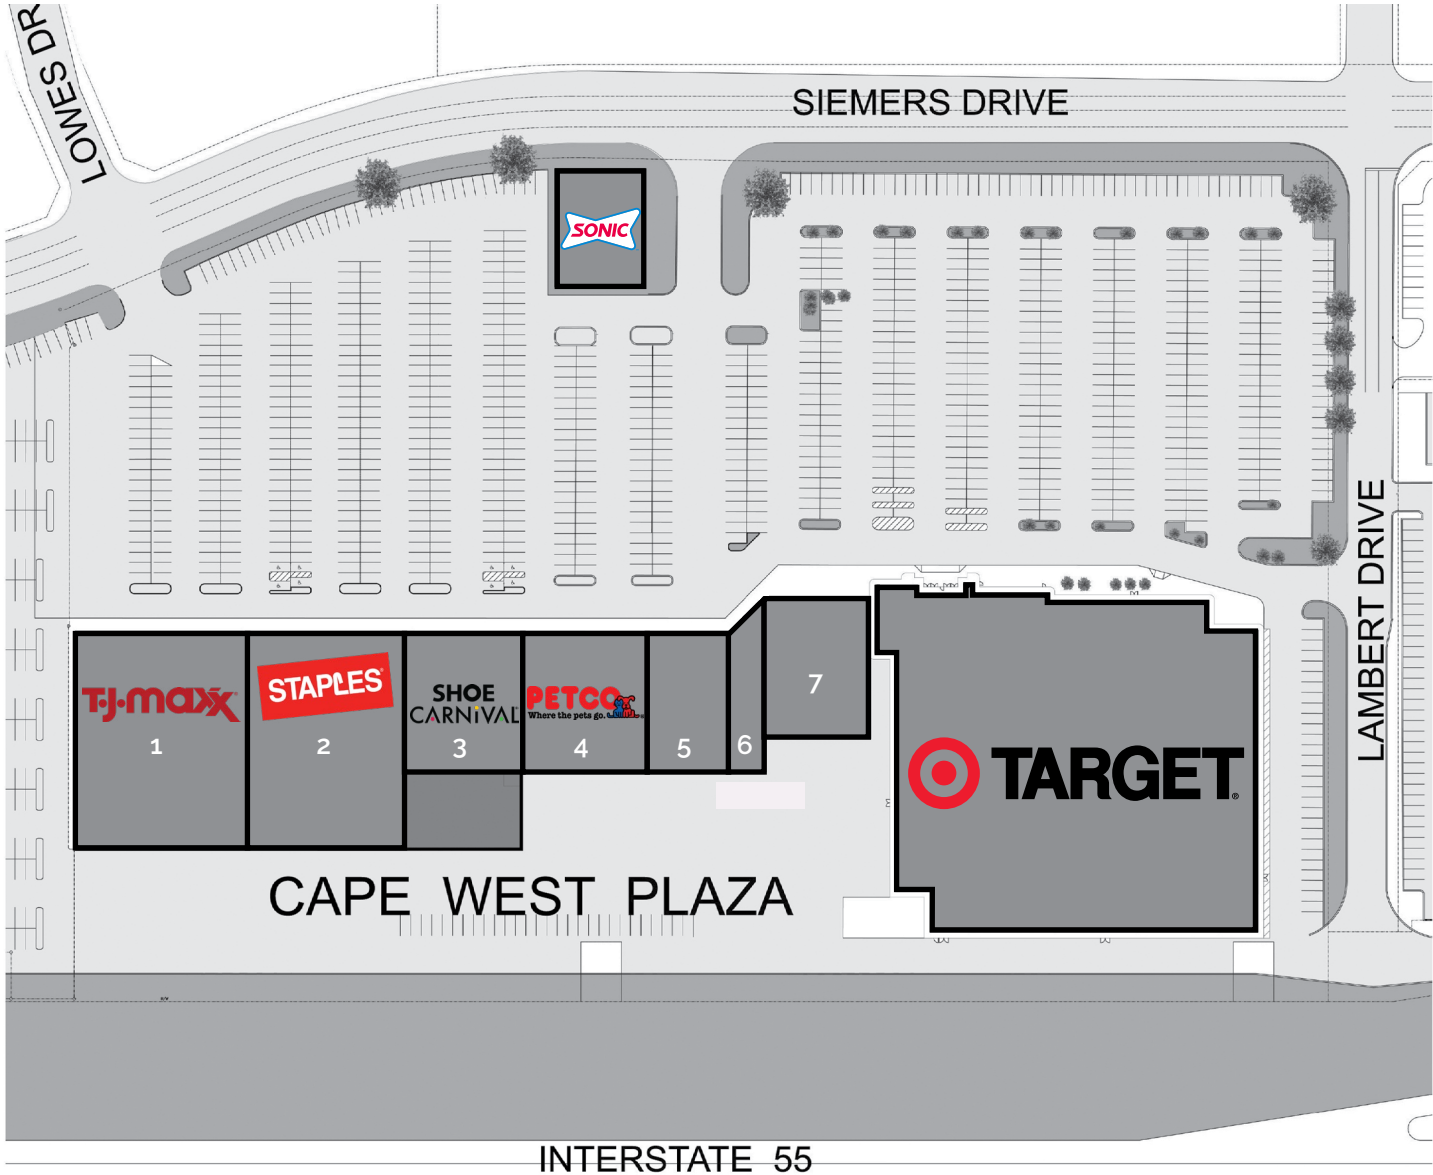 LOWES DR
SIEMERS DRIVE
SONIC
LAMBERT DRIVE
T·J·maxx
1
STAPLES
2
SHOE
CARNIVAL
3
PETCO
Where the pets go.
4
5
6
7
TARGET
CAPE WEST PLAZA
INTERSTATE 55